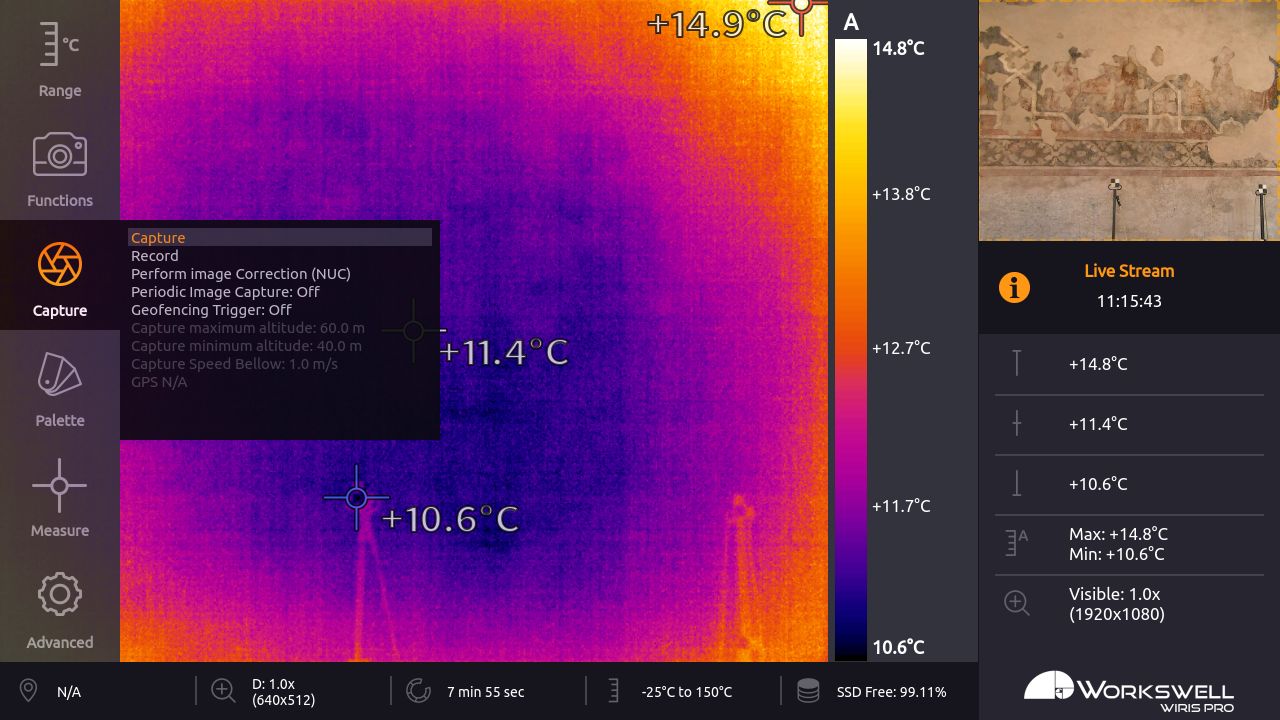 Range
°C
Functions
Capture
Palette
Measure
Advanced
Capture
Record
Perform image Correction (NUC)
Periodic Image Capture: Off
Geofencing Trigger: Off
Capture maximum altitude: 60.0 m
Capture minimum altitude: 40.0 m
Capture Speed Bellow: 1.0 m/s
GPS N/A
+14.9°C
+11.4°C
+10.6°C
A
14.8°C
+13.8°C
+12.7°C
+11.7°C
10.6°C
Live Stream
11:15:43
+14.8°C
+11.4°C
+10.6°C
A
Max: +14.8°C
Min: +10.6°C
Visible: 1.0x
(1920x1080)
N/A
D: 1.0x
(640x512)
7 min 55 sec
-25°C to 150°C
SSD Free: 99.11%
WORKSWELL
WIRIS PRO